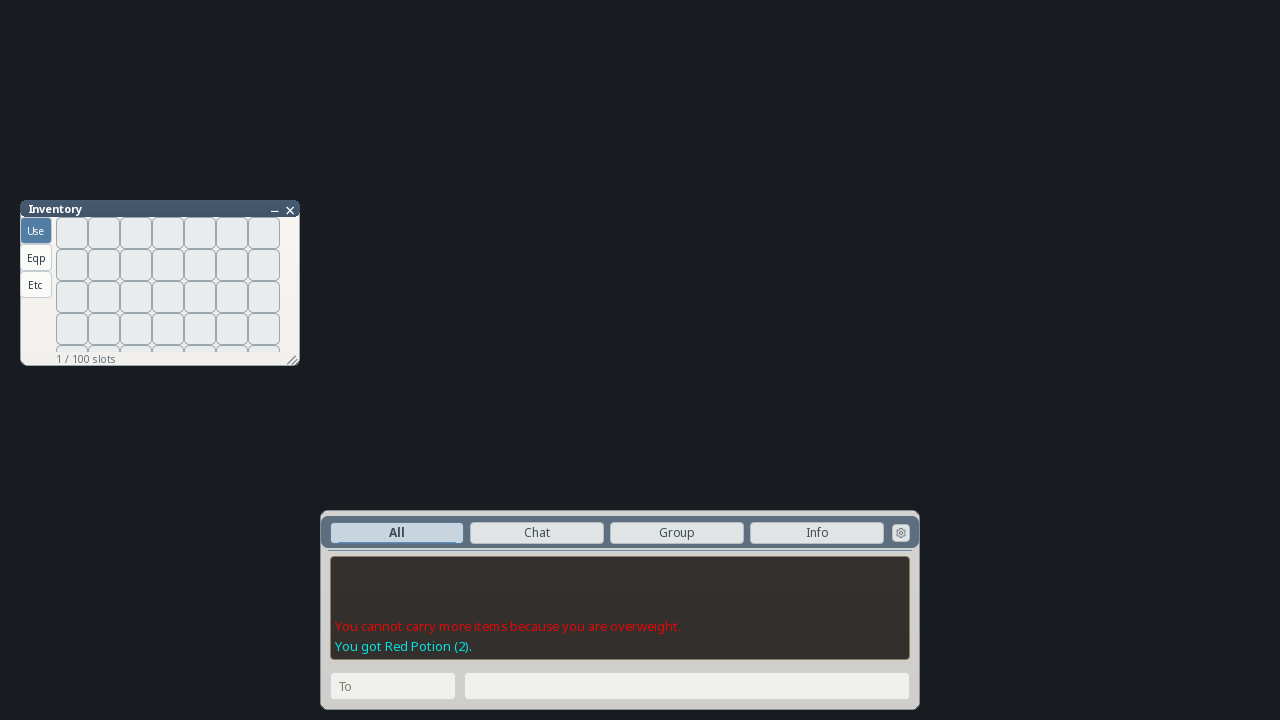 Inventory
Use
Eqp
Etc
1 / 100 slots
All Chat Group Info
You cannot carry more items because you are overweight.
You got Red Potion (2).
To